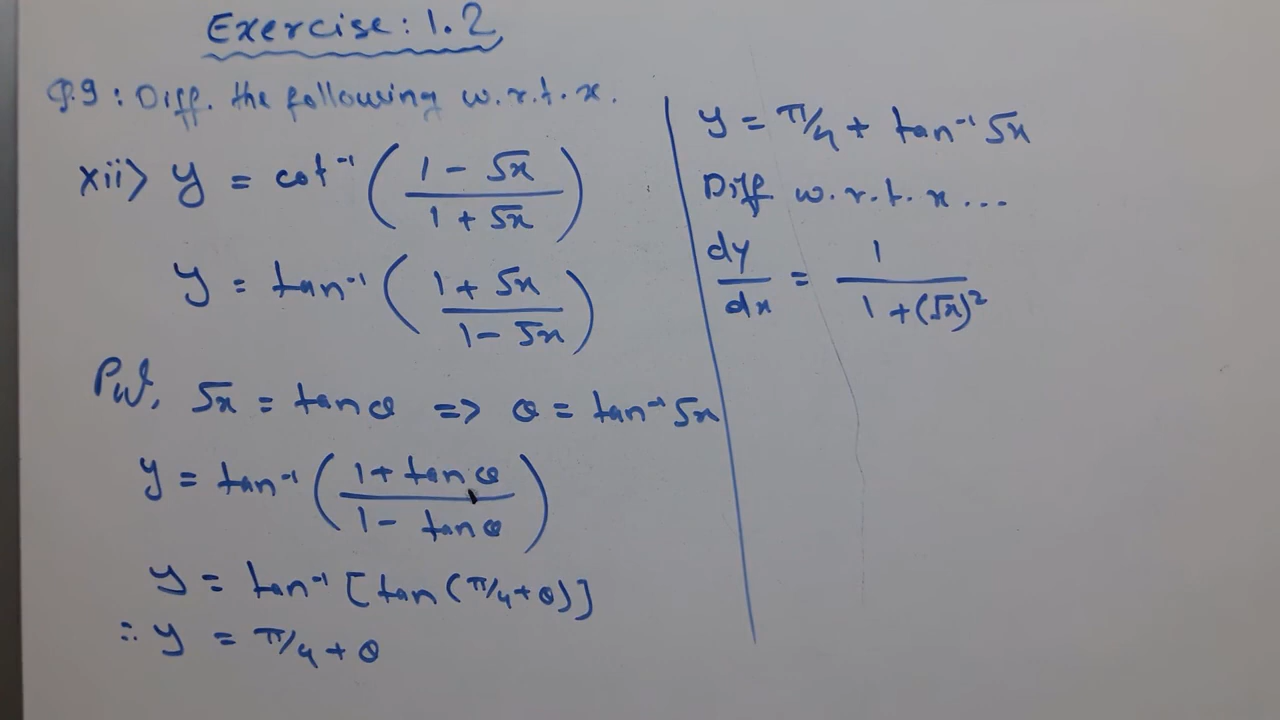 Exercise: 1.2
Q.9: Diff. the following w.r.t. x.
xii> y = cot⁻¹ ( 1 - √x / 1 + √x )
y = tan⁻¹ ( 1 + √x / 1 - √x )
Put, √x = tanθ => θ = tan⁻¹ √x
y = tan⁻¹ ( 1 + tanθ / 1 - tanθ )
y = tan⁻¹ [tan(π/4 + θ)]
∴ y = π/4 + θ
y = π/4 + tan⁻¹ √x
Diff. w.r.t. x ...
dy/dx = 1 / 1 + (√x)²